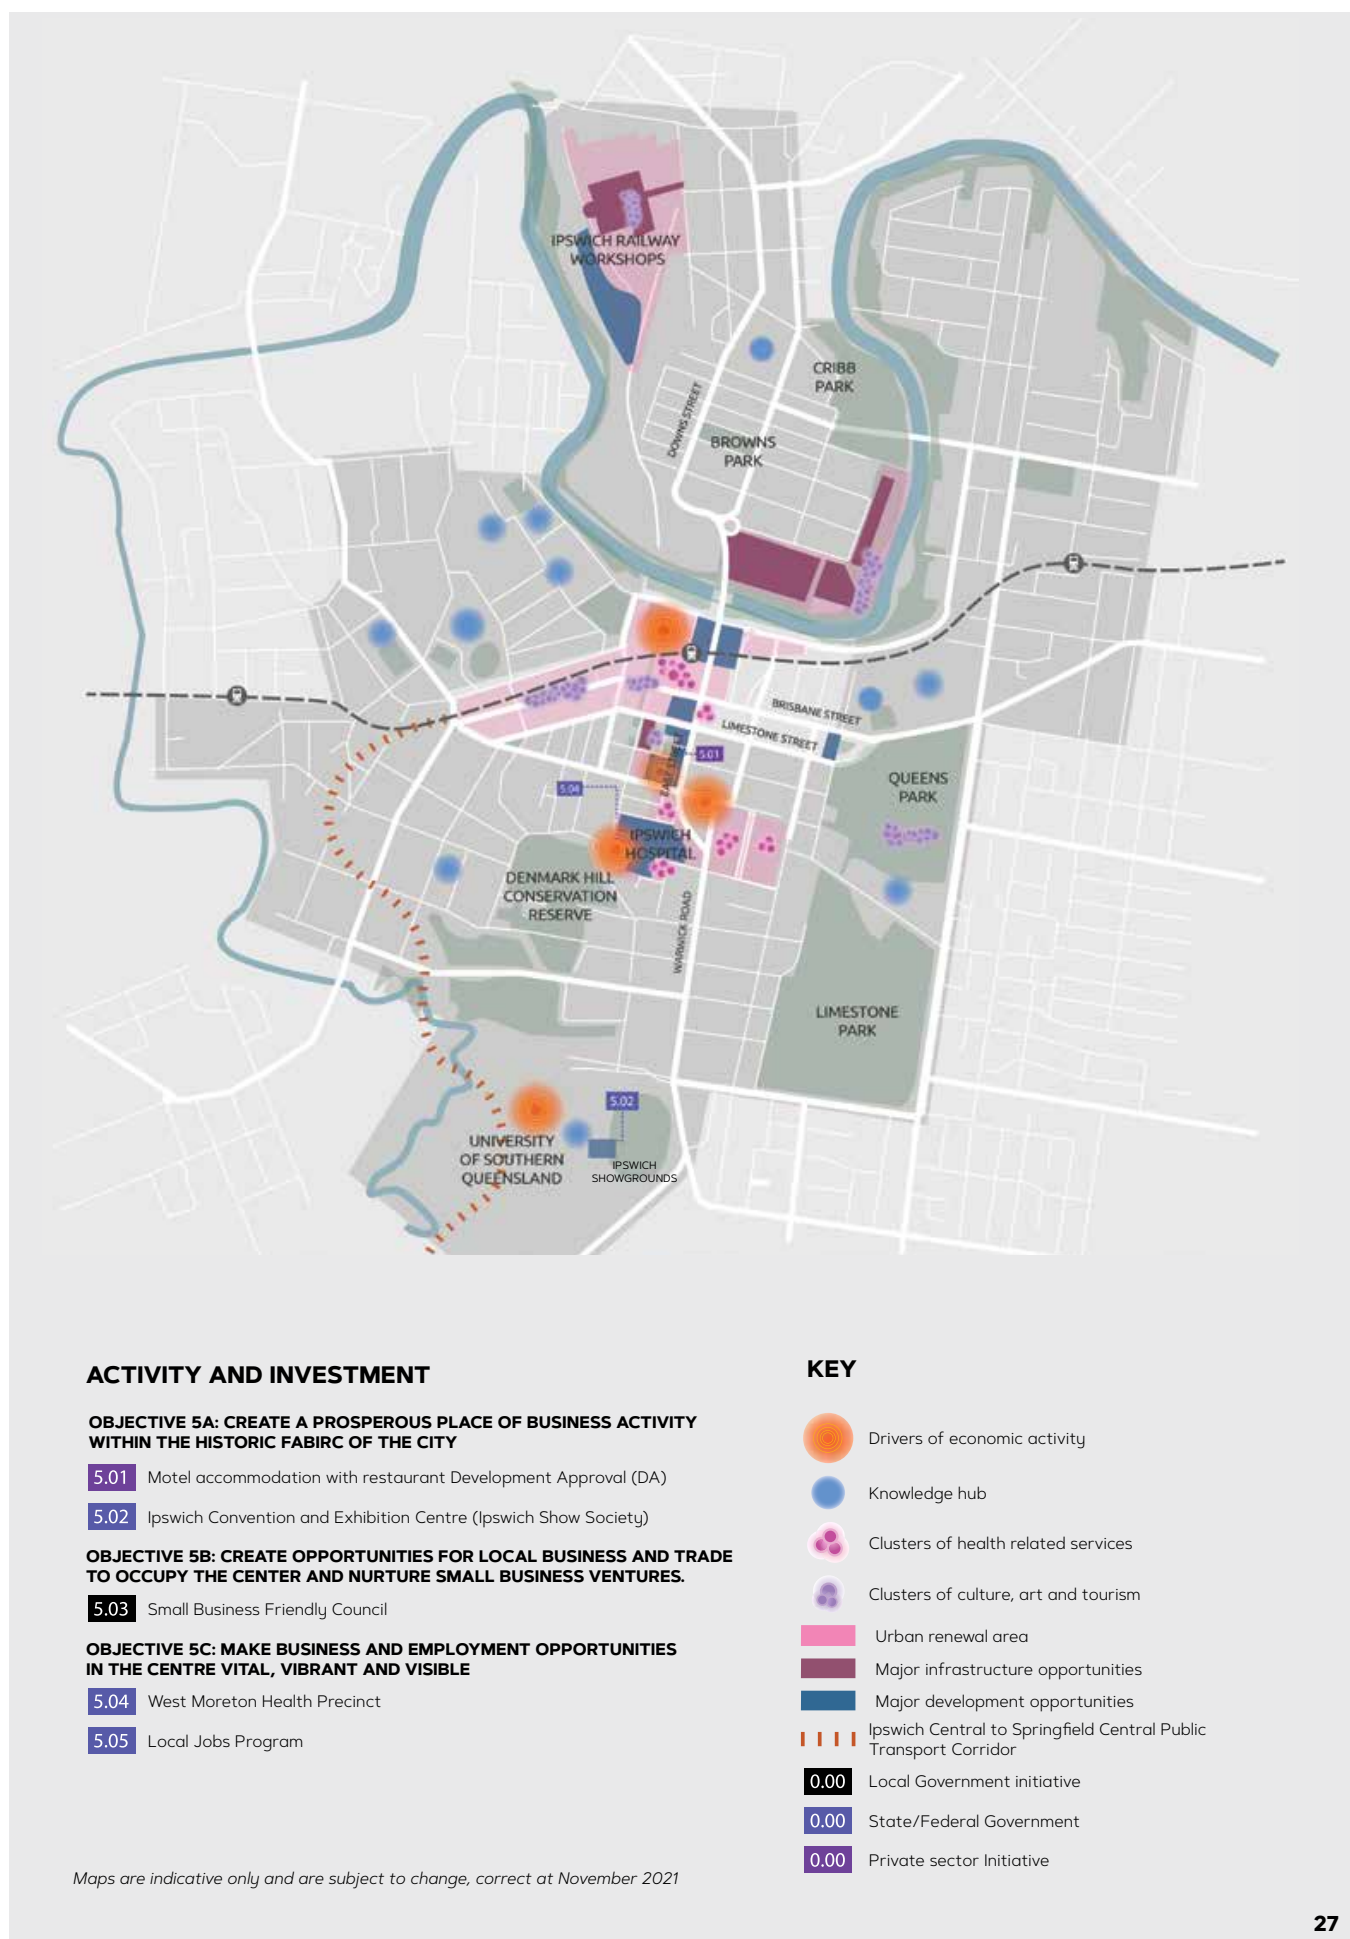 IPSWICH RAILWAY
WORKSHOPS
CRIBB
PARK
DOWNS STREET
BROWNS
PARK
BRISBANE STREET
LIMESTONE STREET
5.01
5.04
QUEENS
PARK
IPSWICH
HOSPITAL
DENMARK HILL
CONSERVATION
RESERVE
WARWICK ROAD
LIMESTONE
PARK
5.02
UNIVERSITY
OF SOUTHERN
QUEENSLAND
IPSWICH
SHOWGROUNDS
ACTIVITY AND INVESTMENT
OBJECTIVE 5A: CREATE A PROSPEROUS PLACE OF BUSINESS ACTIVITY
WITHIN THE HISTORIC FABIRC OF THE CITY
5.01 Motel accommodation with restaurant Development Approval (DA)
5.02 Ipswich Convention and Exhibition Centre (Ipswich Show Society)
OBJECTIVE 5B: CREATE OPPORTUNITIES FOR LOCAL BUSINESS AND TRADE
TO OCCUPY THE CENTER AND NURTURE SMALL BUSINESS VENTURES.
5.03 Small Business Friendly Council
OBJECTIVE 5C: MAKE BUSINESS AND EMPLOYMENT OPPORTUNITIES
IN THE CENTRE VITAL, VIBRANT AND VISIBLE
5.04 West Moreton Health Precinct
5.05 Local Jobs Program
Maps are indicative only and are subject to change, correct at November 2021
KEY
Drivers of economic activity
Knowledge hub
Clusters of health related services
Clusters of culture, art and tourism
Urban renewal area
Major infrastructure opportunities
Major development opportunities
Ipswich Central to Springfield Central Public
Transport Corridor
0.00 Local Government initiative
0.00 State/Federal Government
0.00 Private sector Initiative
27